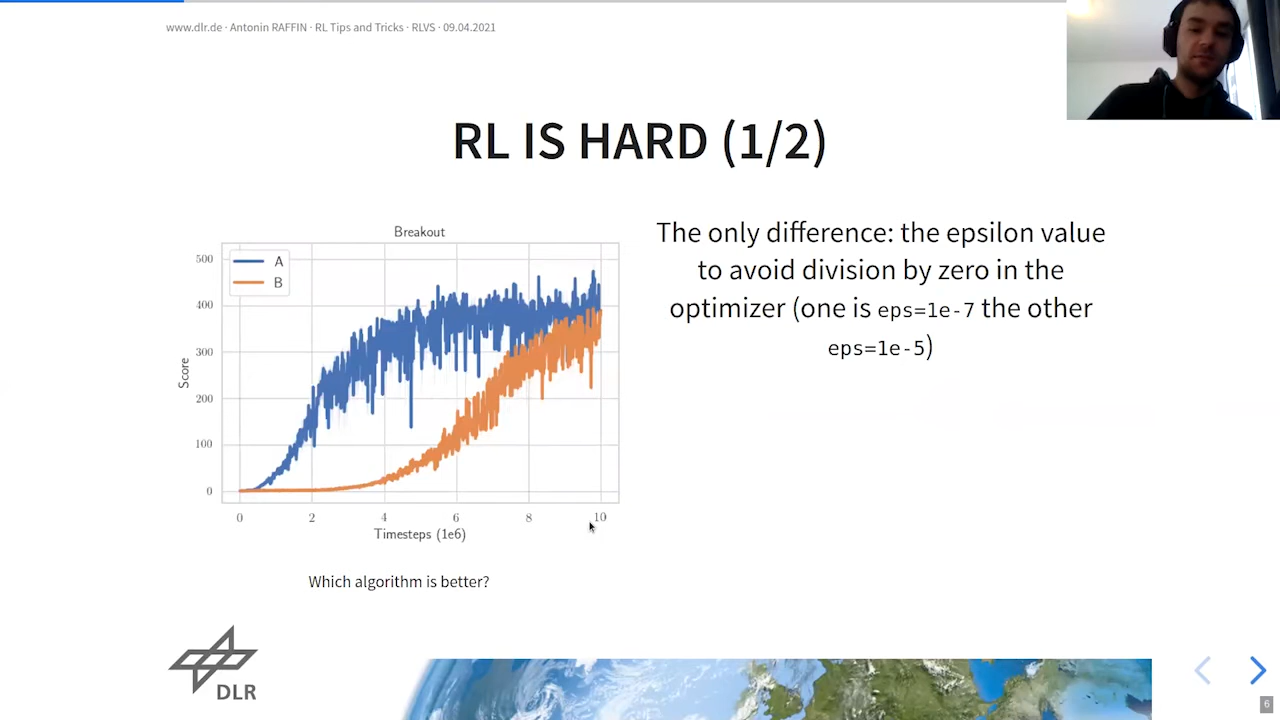 www.dlr.de · Antonin RAFFIN · RL Tips and Tricks · RLVS · 09.04.2021
RL IS HARD (1/2)
Breakout
A
B
500
400
300
200
100
0
Score
0 2 4 6 8 10
Timesteps (1e6)
Which algorithm is better?
The only difference: the epsilon value
to avoid division by zero in the
optimizer (one is eps=1e-7 the other
eps=1e-5)
DLR
6